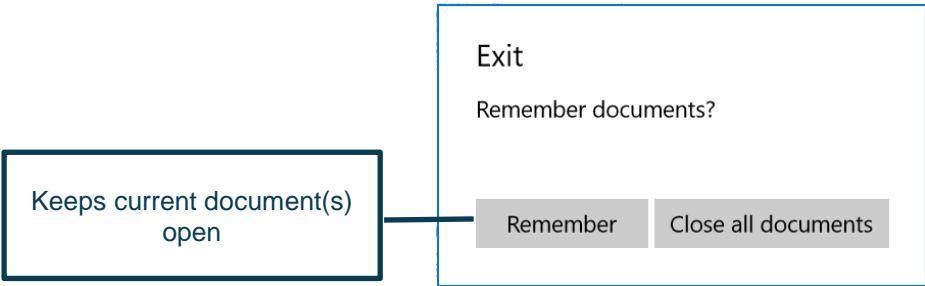 Exit
Remember documents?
Keeps current document(s)
open
Remember
Close all documents